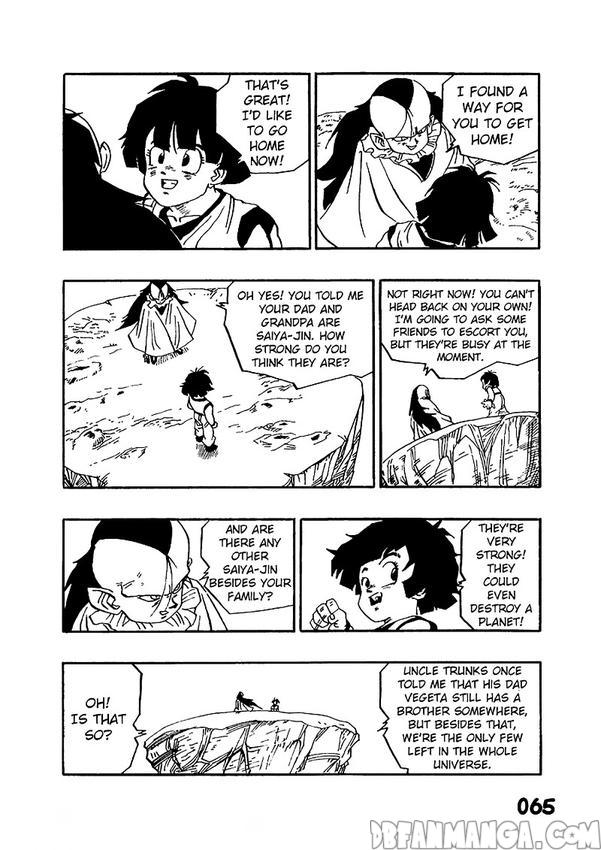 I FOUND A
WAY FOR
YOU TO GET
HOME!
THAT'S
GREAT!
I'D LIKE
TO GO
HOME
NOW!
NOT RIGHT NOW! YOU CAN'T
HEAD BACK ON YOUR OWN!
I'M GOING TO ASK SOME
FRIENDS TO ESCORT YOU,
BUT THEY'RE BUSY AT THE
MOMENT.
OH YES! YOU TOLD ME
YOUR DAD AND
GRANDPA ARE
SAIYA-JIN. HOW
STRONG DO YOU
THINK THEY ARE?
THEY'RE
VERY
STRONG!
THEY
COULD
EVEN
DESTROY A
PLANET!
AND ARE
THERE ANY
OTHER
SAIYA-JIN
BESIDES YOUR
FAMILY?
UNCLE TRUNKS ONCE
TOLD ME THAT HIS DAD
VEGETA STILL HAS A
BROTHER SOMEWHERE,
BUT BESIDES THAT,
WE'RE THE ONLY FEW
LEFT IN THE WHOLE
UNIVERSE.
OH!
IS THAT
SO?
065
DBFANMANGA.COM